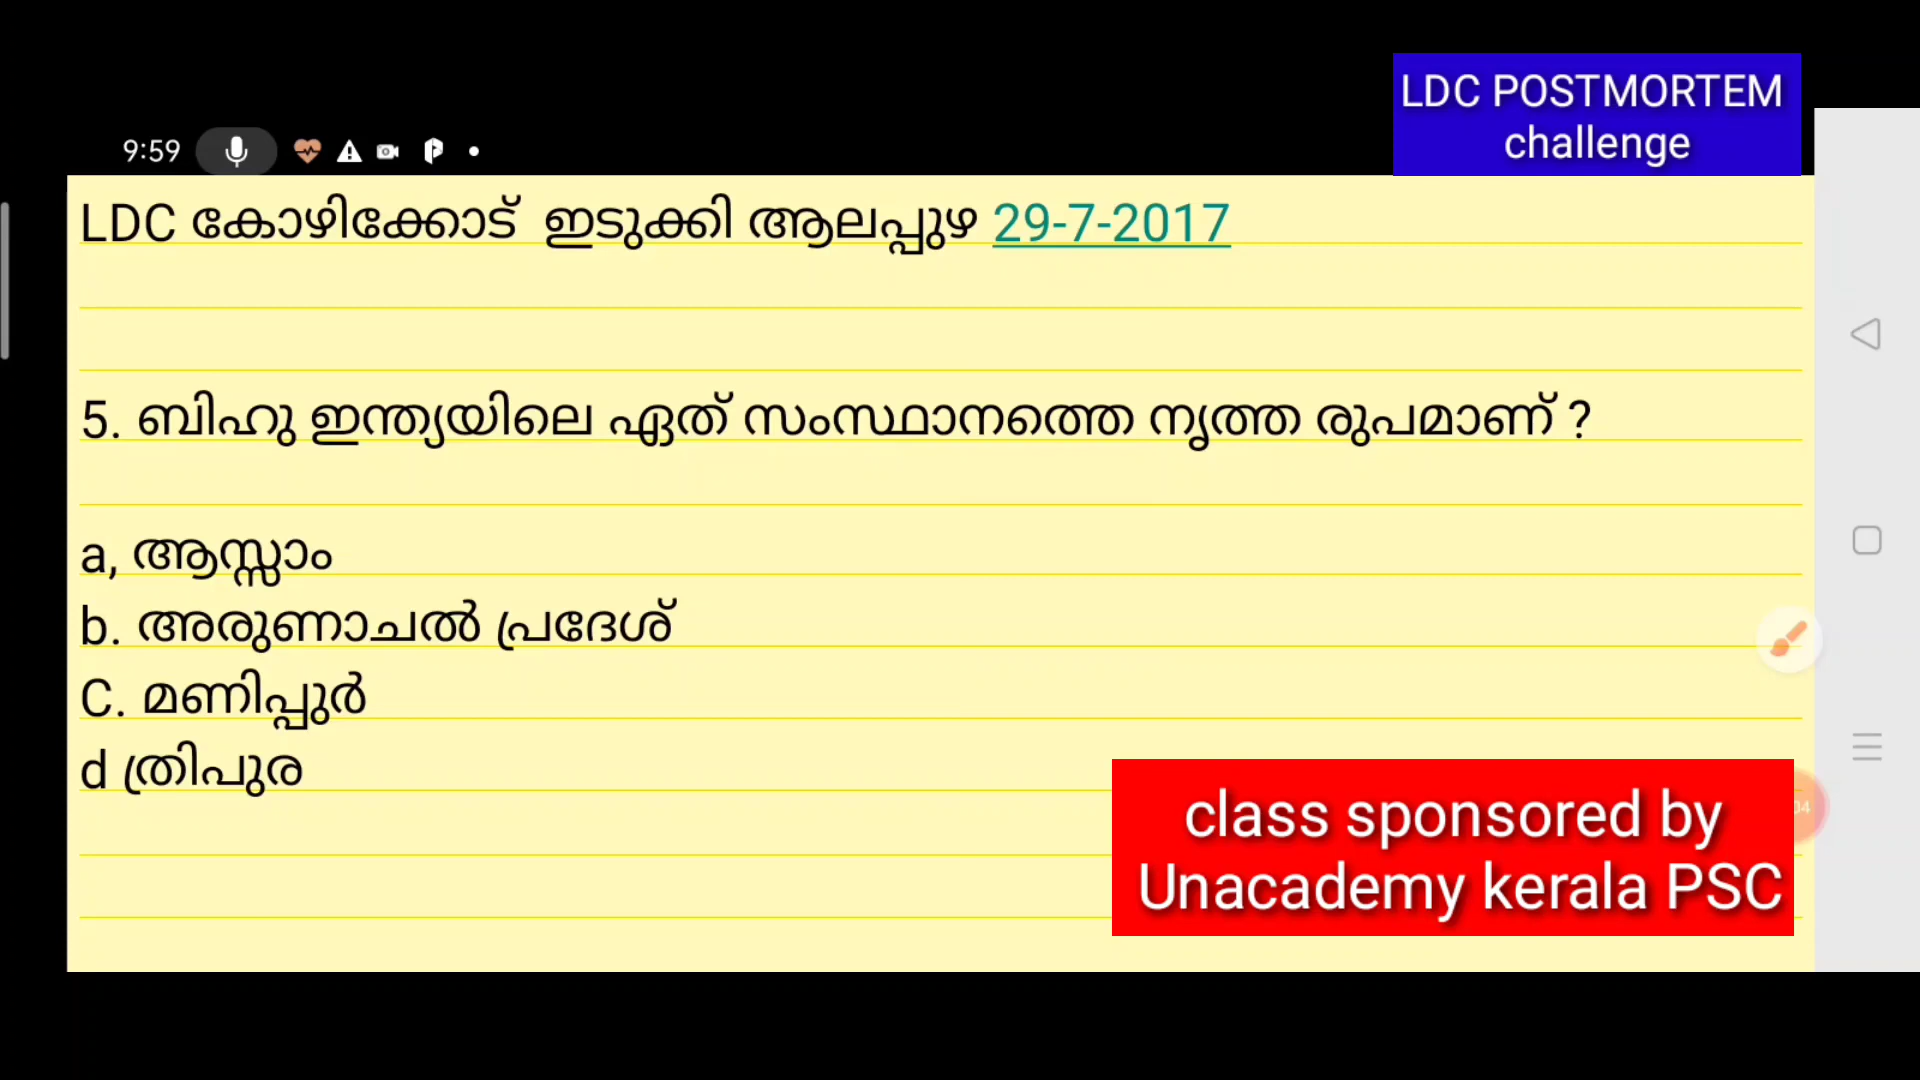 LDC POSTMORTEM
challenge
9:59
LDC കോഴിക്കോട് ഇടുക്കി ആലപ്പുഴ 29-7-2017
5. ബിഹു ഇന്ത്യയിലെ ഏത് സംസ്ഥാനത്തെ നൃത്ത രുപമാണ് ?
a, ആസ്സാം
b. അരുണാചൽ പ്രദേശ്
C. മണിപ്പുർ
d ത്രിപുര
class sponsored by
Unacademy kerala PSC